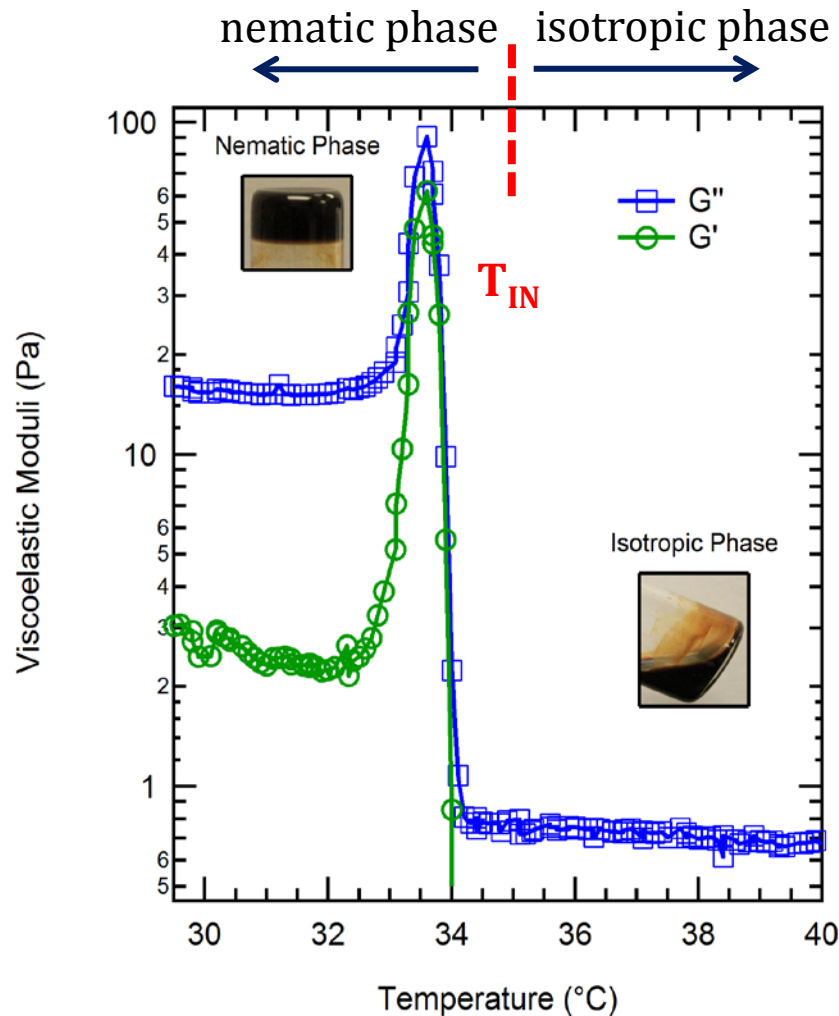 nematic phase
isotropic phase
100
Nematic Phase
6
5
4
3
2
10
6
5
4
3
2
1
6
5
G"
G'
T_IN
Isotropic Phase
Viscoelastic Moduli (Pa)
30
32
34
36
38
40
Temperature (°C)